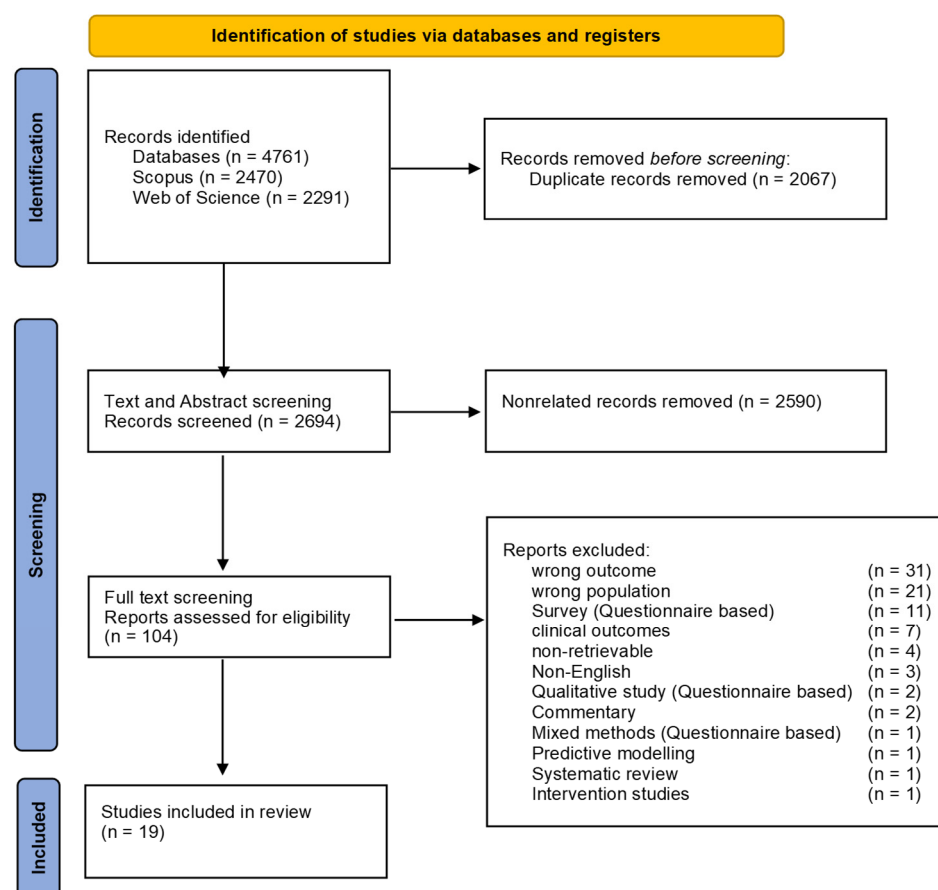 Identification of studies via databases and registers
Identification
Records identified
Databases (n = 4761)
Scopus (n = 2470)
Web of Science (n = 2291)
Records removed before screening:
Duplicate records removed (n = 2067)
Screening
Text and Abstract screening
Records screened (n = 2694)
Nonrelated records removed (n = 2590)
Full text screening
Reports assessed for eligibility
(n = 104)
Reports excluded:
wrong outcome (n = 31)
wrong population (n = 21)
Survey (Questionnaire based) (n = 11)
clinical outcomes (n = 7)
non-retrievable (n = 4)
Non-English (n = 3)
Qualitative study (Questionnaire based) (n = 2)
Commentary (n = 2)
Mixed methods (Questionnaire based) (n = 1)
Predictive modelling (n = 1)
Systematic review (n = 1)
Intervention studies (n = 1)
Included
Studies included in review
(n = 19)